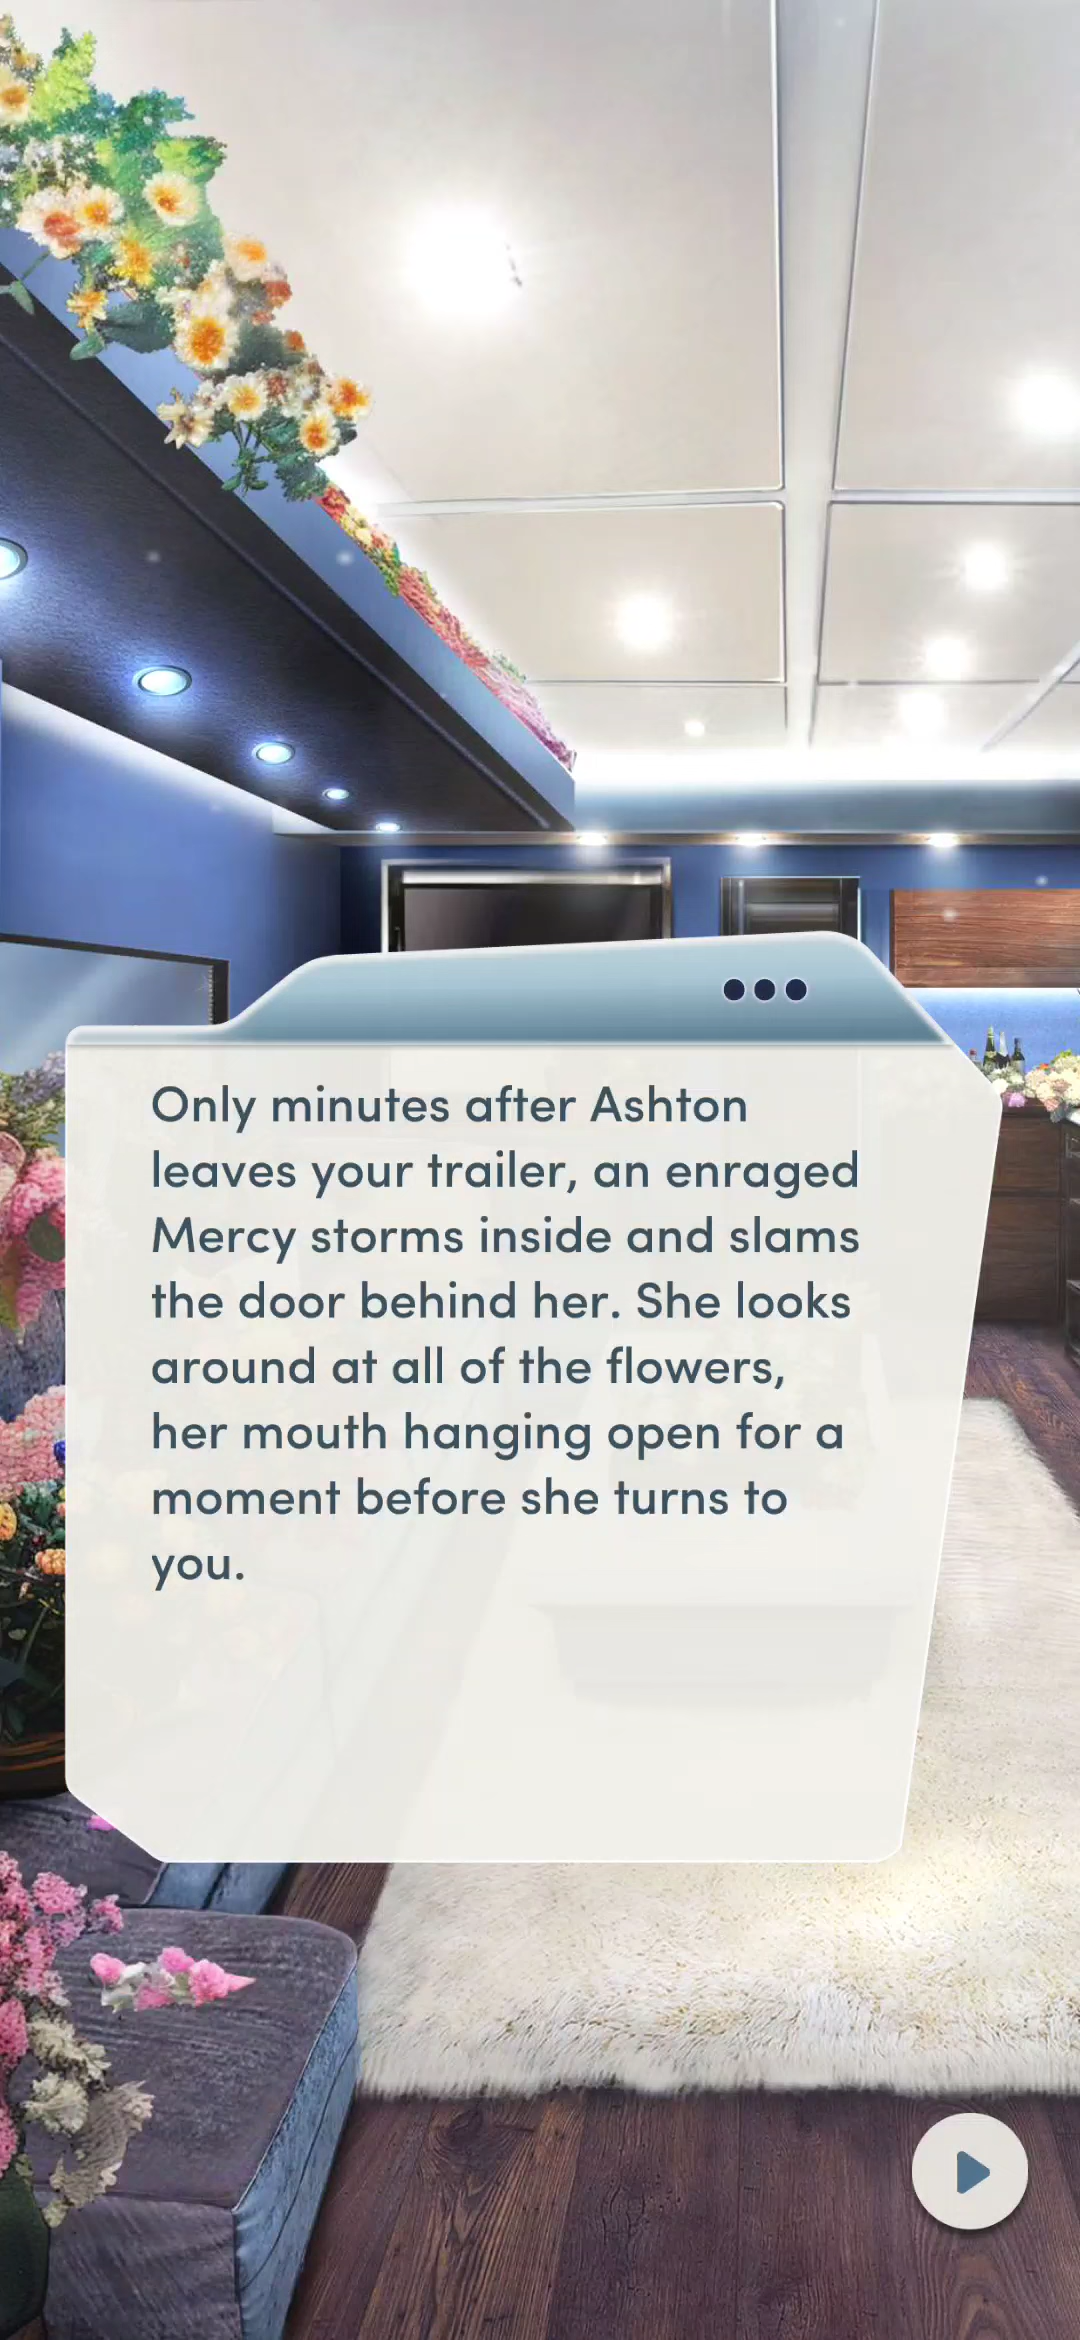 Only minutes after Ashton
leaves your trailer, an enraged
Mercy storms inside and slams
the door behind her. She looks
around at all of the flowers,
her mouth hanging open for a
moment before she turns to
you.